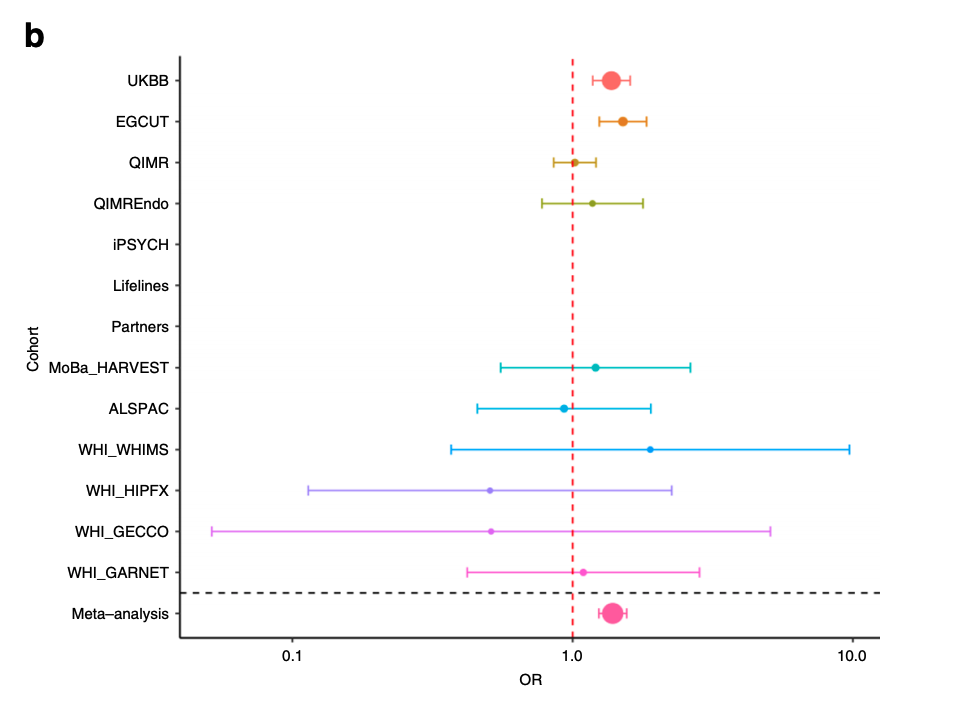 b
Cohort
UKBB
EGCUT
QIMR
QIMREndo
iPSYCH
Lifelines
Partners
MoBa_HARVEST
ALSPAC
WHI_WHIMS
WHI_HIPFX
WHI_GECCO
WHI_GARNET
Meta–analysis
0.1 1.0 10.0
OR